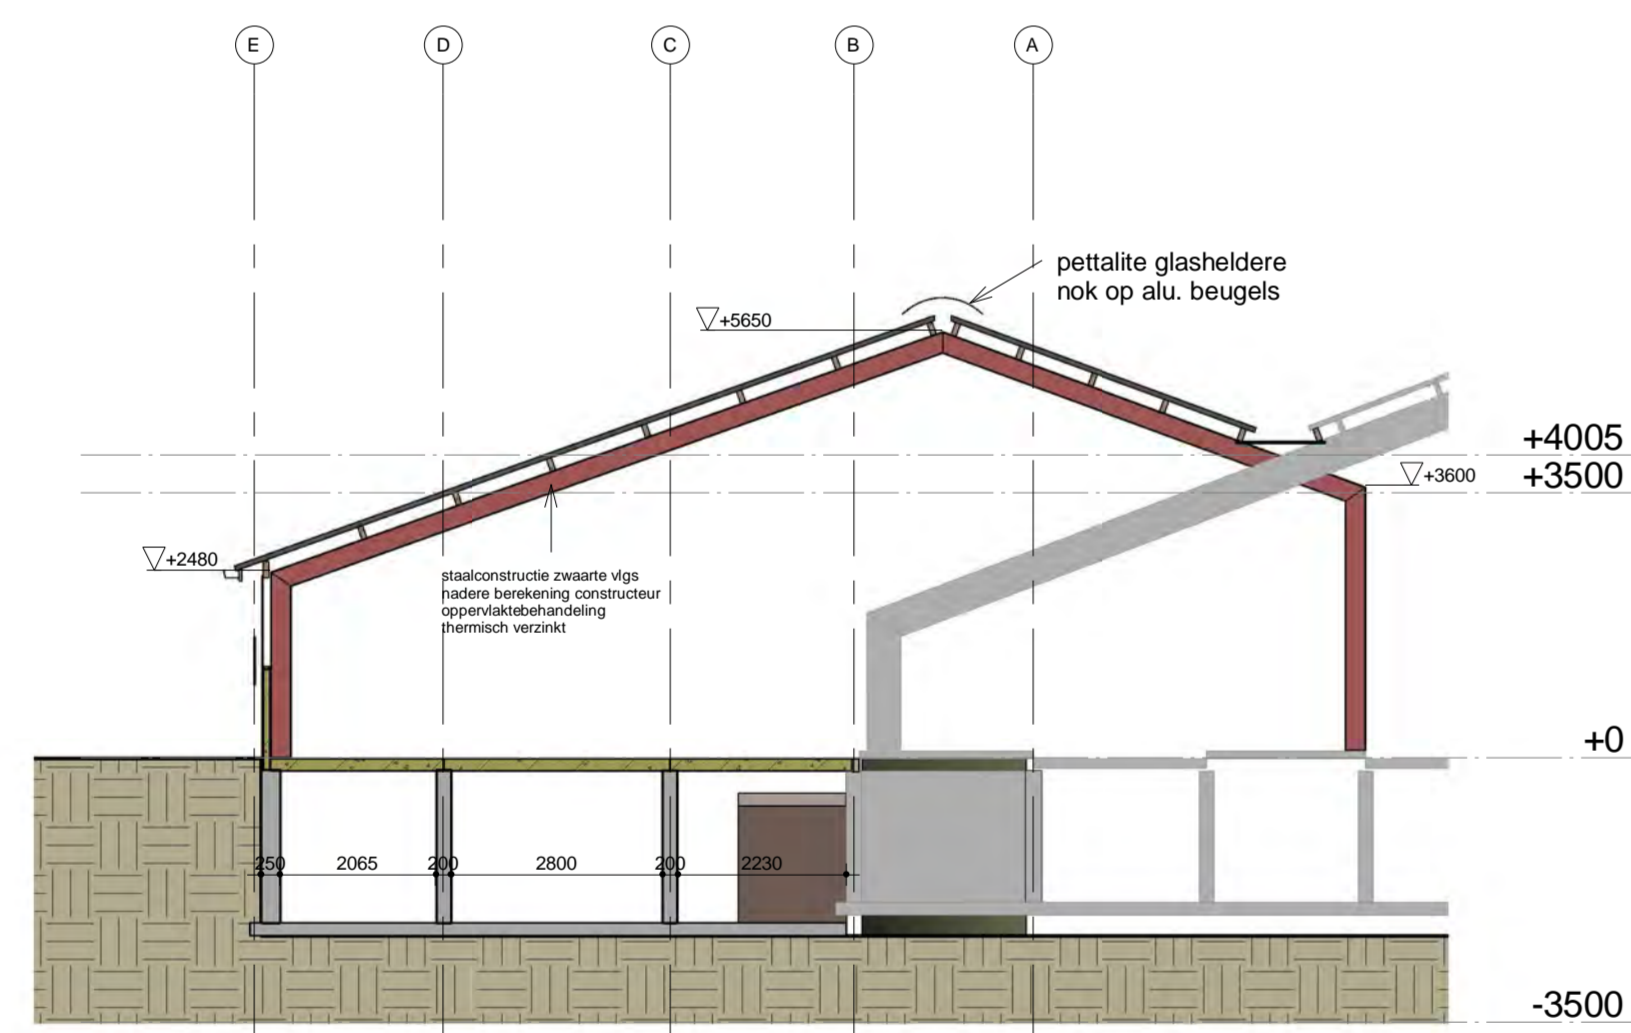 E
D
C
B
A
pettalite glasheldere
nok op alu. beugels
+5650
+4005
+3600
+3500
+2480
staalconstructie zwaarte vlgs
nadere berekening constructeur
oppervlaktebehandeling
thermisch verzinkt
+0
250
2065
200
2800
200
2230
-3500